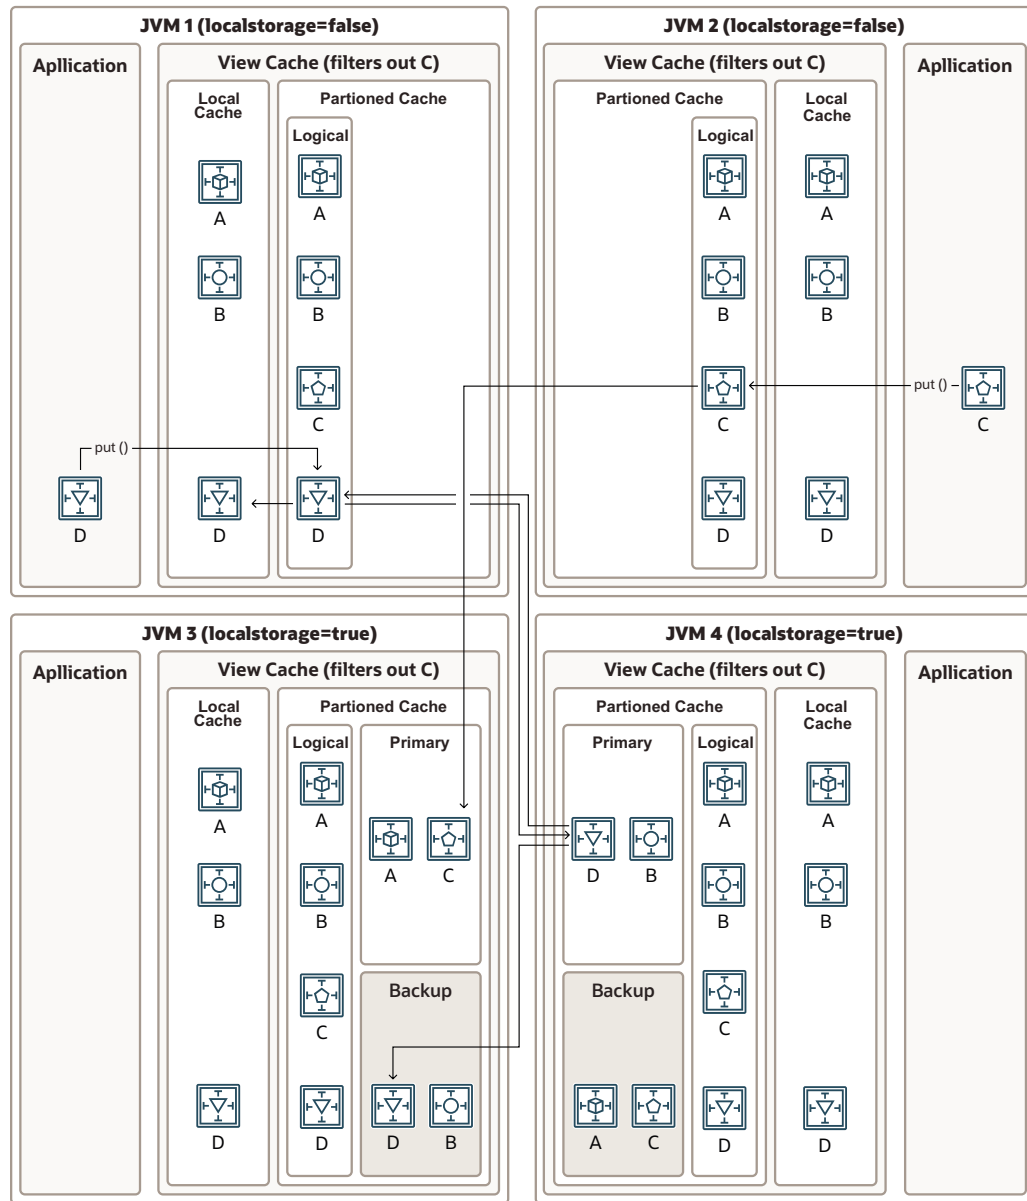 JVM 1 (localstorage=false)
Apllication
View Cache (filters out C)
Local
Cache
Partioned Cache
Logical
A
A
B
B
C
put ()
D
D
D
JVM 2 (localstorage=false)
View Cache (filters out C)
Apllication
Partioned Cache
Local
Cache
Logical
A
A
B
B
put ()
C
C
D
D
JVM 3 (localstorage=true)
Apllication
View Cache (filters out C)
Local
Cache
Partioned Cache
Logical
Primary
A
A
A
C
B
B
Backup
C
D
D
D
B
JVM 4 (localstorage=true)
View Cache (filters out C)
Apllication
Partioned Cache
Local
Cache
Primary
Logical
A
A
D
B
B
B
Backup
C
A
C
D
D